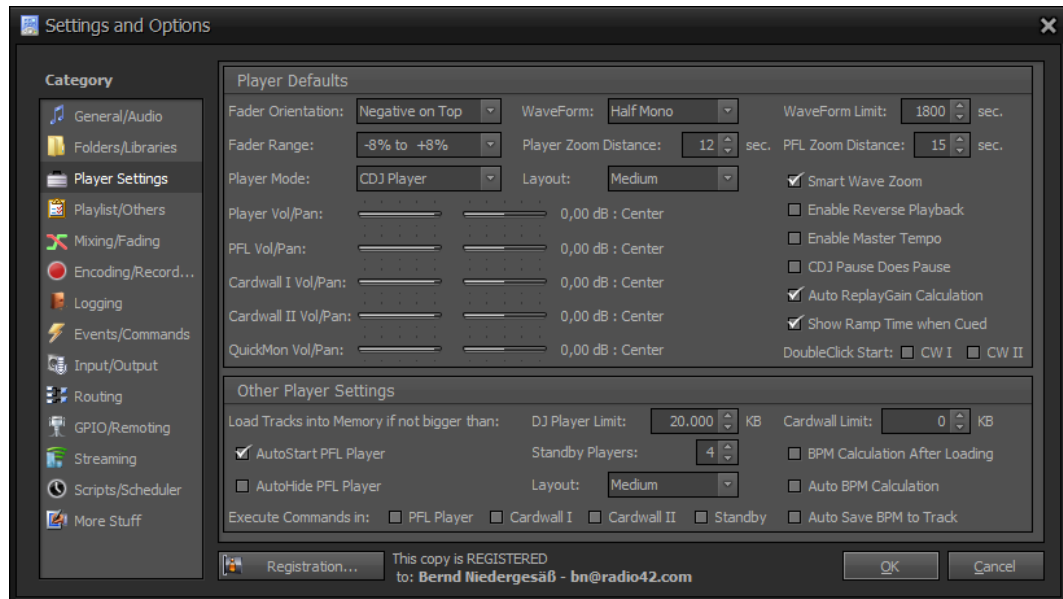 Settings and Options
Category
General/Audio
Folders/Libraries
Player Settings
Playlist/Others
Mixing/Fading
Encoding/Record...
Logging
Events/Commands
Input/Output
Routing
GPIO/Remoting
Streaming
Scripts/Scheduler
More Stuff
Player Defaults
Fader Orientation: Negative on Top WaveForm: Half Mono WaveForm Limit: 1800 sec.
Fader Range: -8% to +8% Player Zoom Distance: 12 sec. PFL Zoom Distance: 15 sec.
Player Mode: CDJ Player Layout: Medium Smart Wave Zoom
Player Vol/Pan: 0,00 dB : Center Enable Reverse Playback
PFL Vol/Pan: 0,00 dB : Center Enable Master Tempo
CDJ Pause Does Pause
Cardwall I Vol/Pan: 0,00 dB : Center Auto ReplayGain Calculation
Cardwall II Vol/Pan: 0,00 dB : Center Show Ramp Time when Cued
QuickMon Vol/Pan: 0,00 dB : Center DoubleClick Start: CW I CW II
Other Player Settings
Load Tracks into Memory if not bigger than: DJ Player Limit: 20.000 KB Cardwall Limit: 0 KB
AutoStart PFL Player Standby Players: 4 BPM Calculation After Loading
AutoHide PFL Player Layout: Medium Auto BPM Calculation
Execute Commands in: PFL Player Cardwall I Cardwall II Standby Auto Save BPM to Track
Registration... This copy is REGISTERED
to: Bernd Niedergesäß - bn@radio42.com
OK Cancel